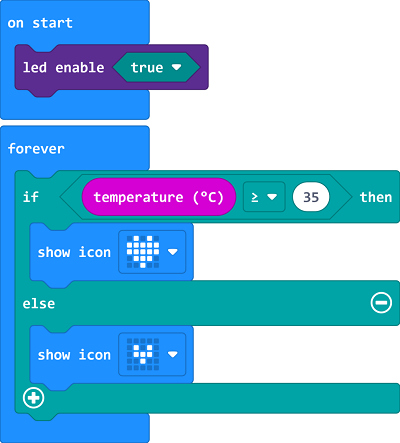 on start
led enable true
forever
if temperature (°C) ≥ 35 then
show icon
else
show icon